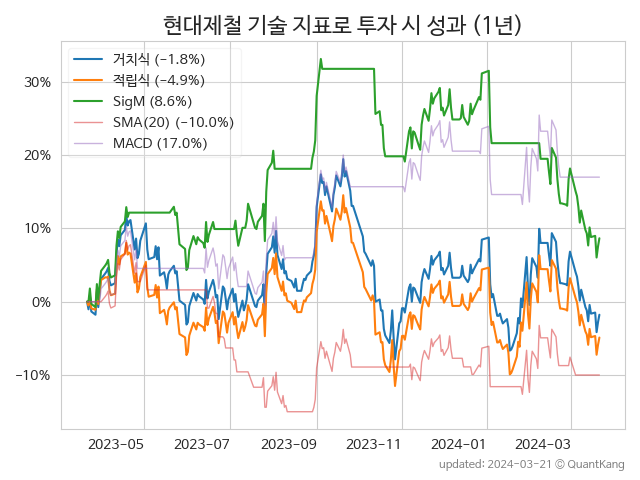 현대제철 기술 지표로 투자 시 성과 (1년)
거치식 (−1.8%)
적립식 (−4.9%)
SigM (8.6%)
SMA(20) (−10.0%)
MACD (17.0%)
30%
20%
10%
0%
−10%
2023-05 2023-07 2023-09 2023-11 2024-01 2024-03
updated: 2024-03-21 © QuantKang